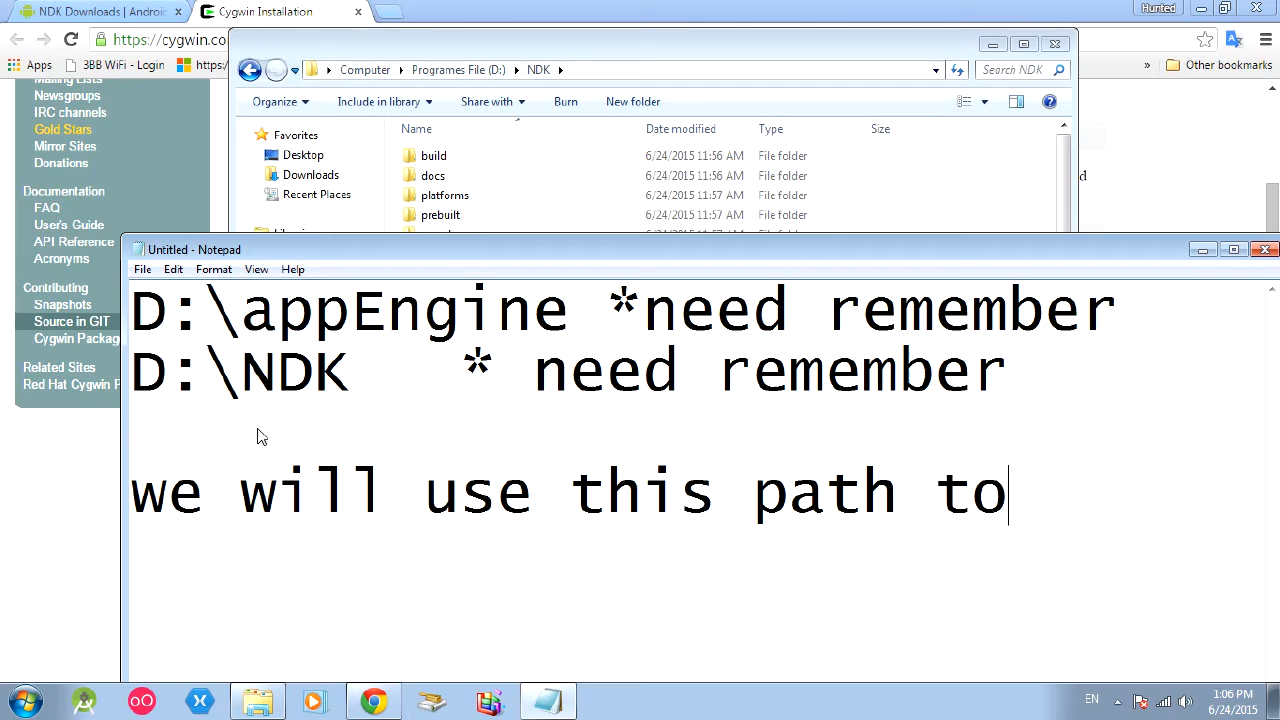 NDK Downloads | Android
Cygwin Installation
Hunted
https://cygwin.co
Apps
3BB WiFi - Login
https:
»
Other bookmarks
Mailing Lists
Newsgroups
IRC channels
Gold Stars
Mirror Sites
Donations
Documentation
FAQ
User's Guide
API Reference
Acronyms
Contributing
Snapshots
Source in GIT
Cygwin Packag
Related Sites
Red Hat Cygwin P
d
Computer
Programes File (D:)
NDK
Search NDK
Organize
Include in library
Share with
Burn
New folder
Favorites
Desktop
Downloads
Recent Places
Name Date modified Type Size
build 6/24/2015 11:56 AM File folder
docs 6/24/2015 11:56 AM File folder
platforms 6/24/2015 11:57 AM File folder
prebuilt 6/24/2015 11:57 AM File folder
Untitled - Notepad
File Edit Format View Help
D:\appEngine *need remember
D:\NDK * need remember
we will use this path to
EN
1:06 PM
6/24/2015